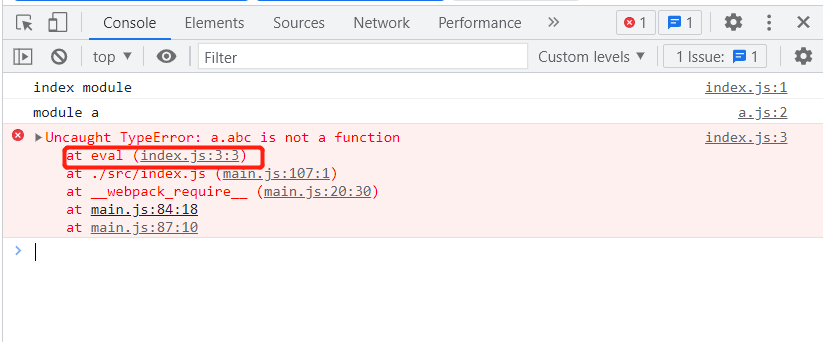 Console Elements Sources Network Performance » 1 1
top ▼ Filter Custom levels ▼ 1 Issue: 1
index module index.js:1
module a a.js:2
▶Uncaught TypeError: a.abc is not a function index.js:3
at eval (index.js:3:3)
at ./src/index.js (main.js:107:1)
at __webpack_require__ (main.js:20:30)
at main.js:84:18
at main.js:87:10
>